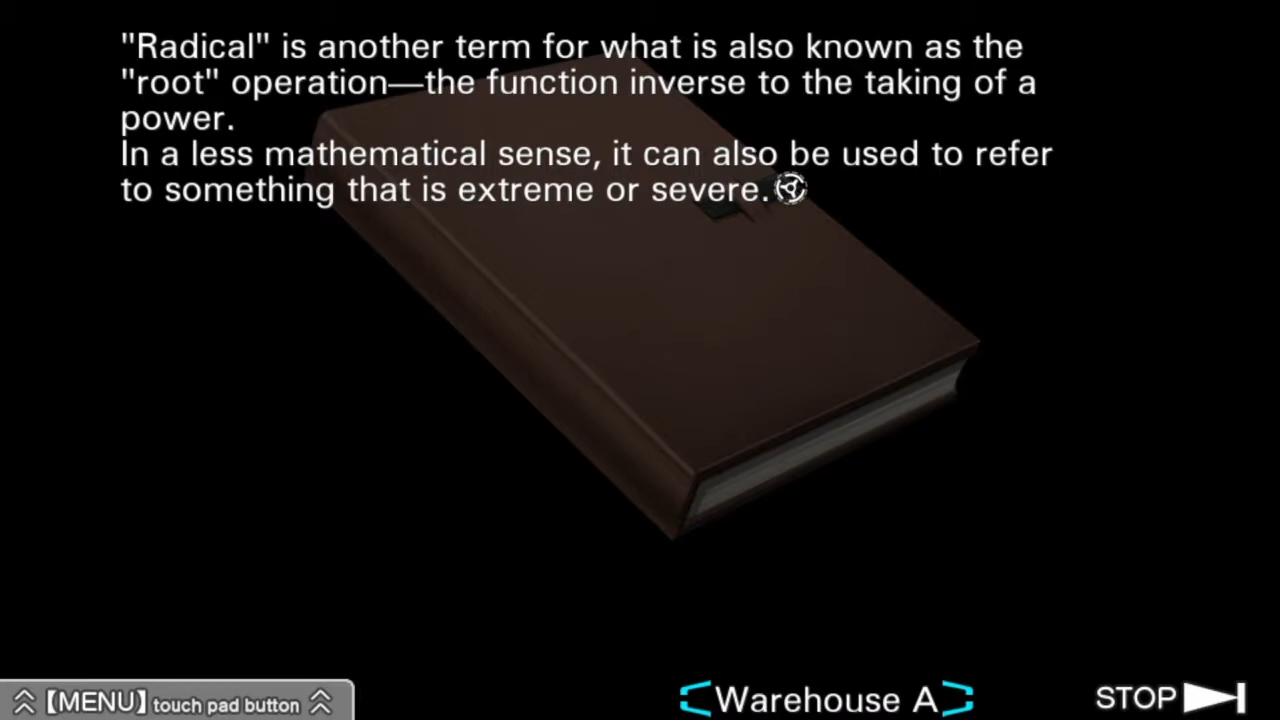 "Radical" is another term for what is also known as the
"root" operation—the function inverse to the taking of a
power.
In a less mathematical sense, it can also be used to refer
to something that is extreme or severe.
【MENU】touch pad button
Warehouse A
STOP